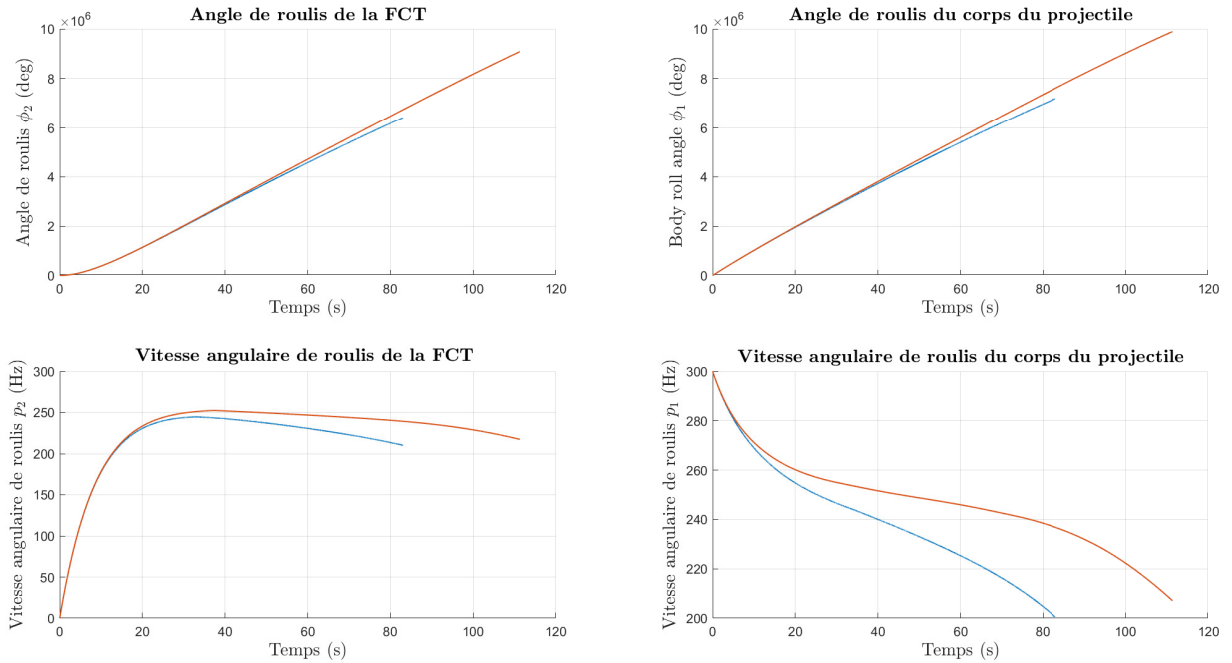 Angle de roulis de la FCT
×10⁶
10
8
6
4
2
0
0 20 40 60 80 100 120
Angle de roulis ϕ₂ (deg)
Temps (s)
Angle de roulis du corps du projectile
×10⁶
10
8
6
4
2
0
0 20 40 60 80 100 120
Body roll angle ϕ₁ (deg)
Temps (s)
Vitesse angulaire de roulis de la FCT
300
250
200
150
100
50
0
0 20 40 60 80 100 120
Vitesse angulaire de roulis p₂ (Hz)
Temps (s)
Vitesse angulaire de roulis du corps du projectile
300
280
260
240
220
200
0 20 40 60 80 100 120
Vitesse angulaire de roulis p₁ (Hz)
Temps (s)